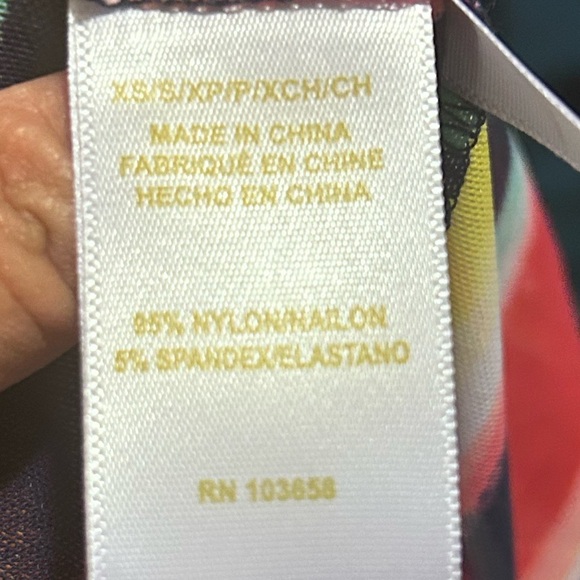 XS/S/XP/P/XCH/CH
MADE IN CHINA
FABRIQUÉ EN CHINE
HECHO EN CHINA
95% NYLON/NAILON
5% SPANDEX/ELASTANO
RN 103658